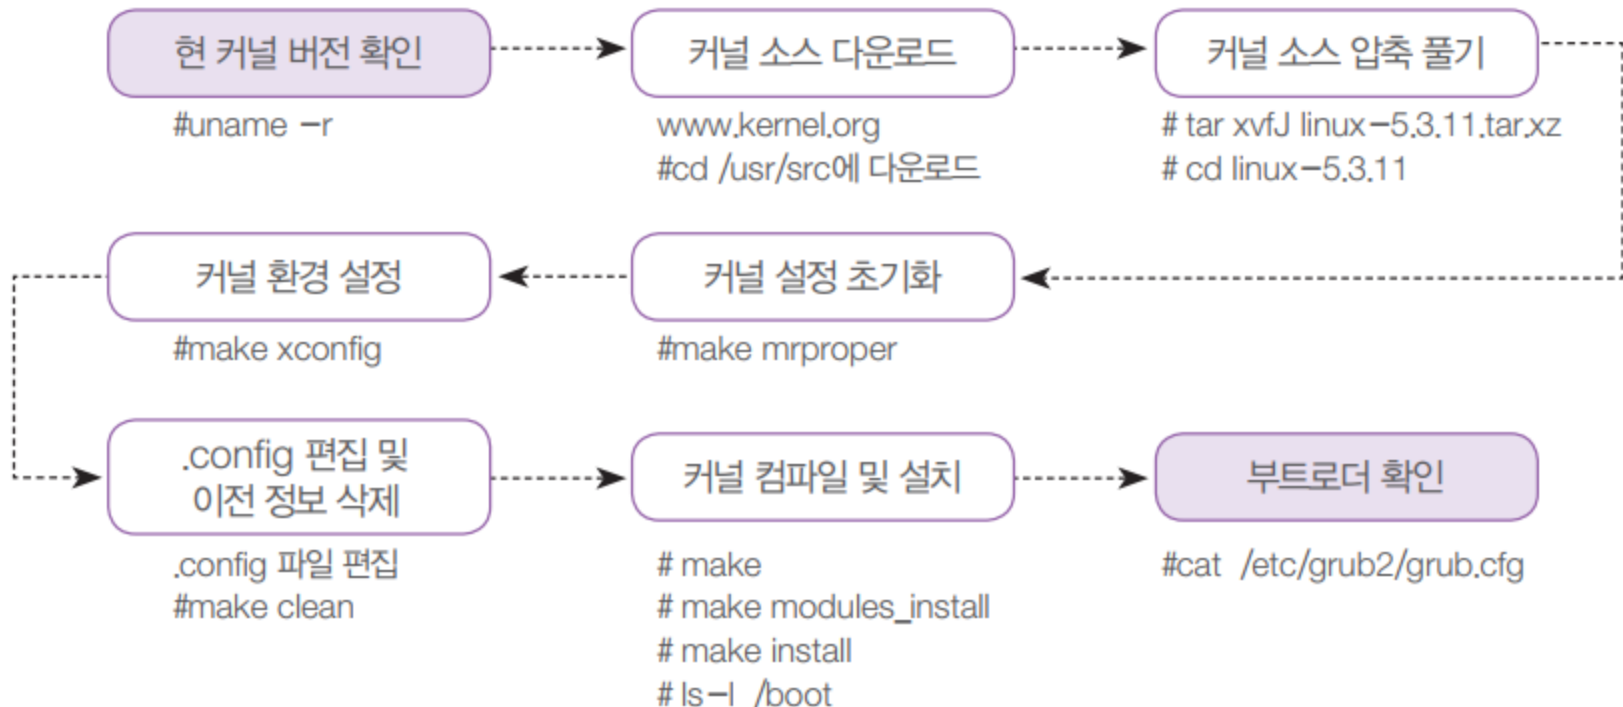 현 커널 버전 확인
#uname -r
커널 소스 다운로드
www.kernel.org
#cd /usr/src에 다운로드
커널 소스 압축 풀기
# tar xvfJ linux-5.3.11.tar.xz
# cd linux-5.3.11
커널 설정 초기화
#make mrproper
커널 환경 설정
#make xconfig
.config 편집 및
이전 정보 삭제
.config 파일 편집
#make clean
커널 컴파일 및 설치
# make
# make modules_install
# make install
# ls-l /boot
부트로더 확인
#cat /etc/grub2/grub.cfg